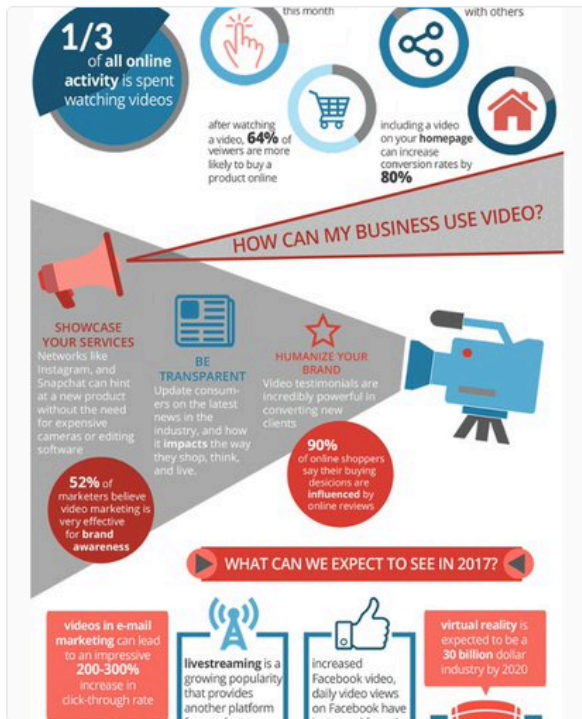 this month
with others
1/3
of all online
activity is spent
watching videos
after watching
a video, 64% of
veiwers are more
likely to buy a
product online
including a video
on your homepage
can increase
conversion rates by
80%
HOW CAN MY BUSINESS USE VIDEO?
SHOWCASE
YOUR SERVICES
Networks like
Instagram, and
Snapchat can hint
at a new product
without the need
for expensive
cameras or editing
software
52% of
marketers believe
video marketing is
very effective
for brand
awareness
BE
TRANSPARENT
Update consum-
ers on the latest
news in the
industry, and how
it impacts the way
they shop, think,
and live.
HUMANIZE YOUR
BRAND
Video testimonials are
incredibly powerful in
converting new
clients
90%
of online shoppers
say their buying
desicions are
influenced by
online reviews
WHAT CAN WE EXPECT TO SEE IN 2017?
videos in e-mail
marketing can lead
to an impressive
200-300%
increase in
click-through rate
livestreaming is a
growing popularity
that provides
another platform
increased
Facebook video,
daily video views
on Facebook have
virtual reality is
expected to be a
30 billion dollar
industry by 2020